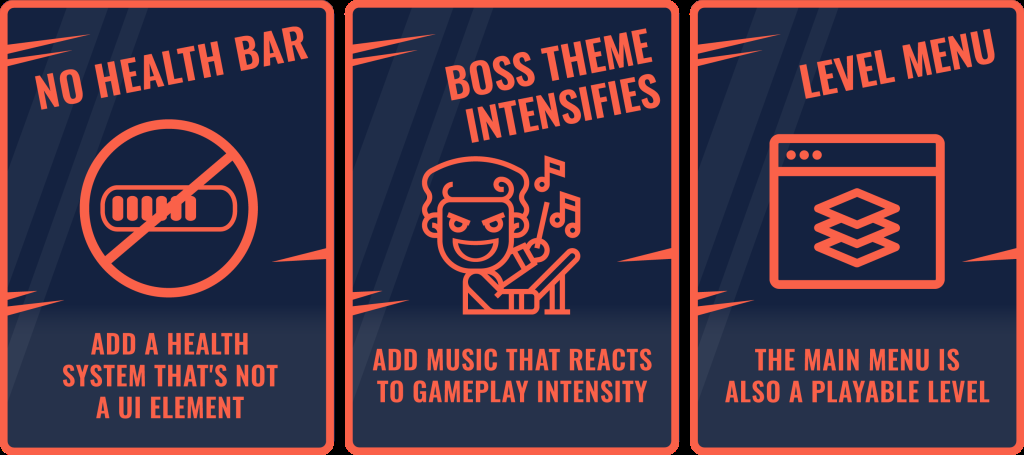 NO HEALTH BAR
ADD A HEALTH
SYSTEM THAT'S NOT
A UI ELEMENT
BOSS THEME
INTENSIFIES
ADD MUSIC THAT REACTS
TO GAMEPLAY INTENSITY
LEVEL MENU
THE MAIN MENU IS
ALSO A PLAYABLE LEVEL